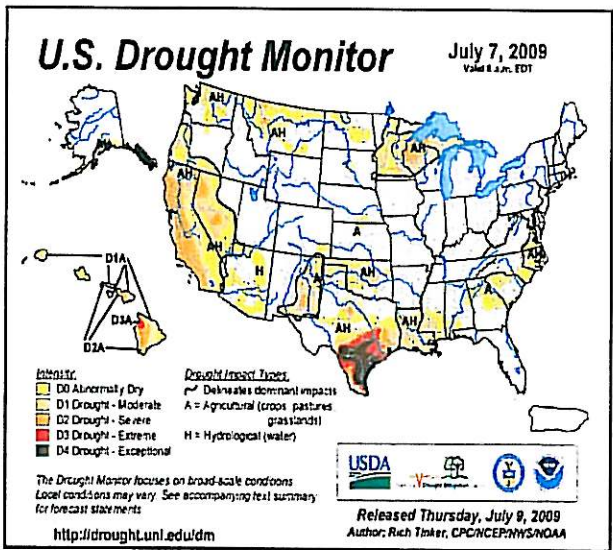 U.S. Drought Monitor
July 7, 2009
Valid 8 a.m. EDT
AH
AH
AH
AH
AH
AH
A
AH
H
A
AH
AH
AH
AH
A
D1A
D3A
D2A
Intensity:
D0 Abnormally Dry
D1 Drought - Moderate
D2 Drought - Severe
D3 Drought - Extreme
D4 Drought - Exceptional
Drought Impact Types:
Delineates dominant impacts
A = Agricultural (crops, pastures,
grasslands)
H = Hydrological (water)
The Drought Monitor focuses on broad-scale conditions.
Local conditions may vary. See accompanying text summary
for forecast statements.
http://drought.unl.edu/dm
USDA
Released Thursday, July 9, 2009
Author: Rich Tinker, CPC/NCEP/NWS/NOAA